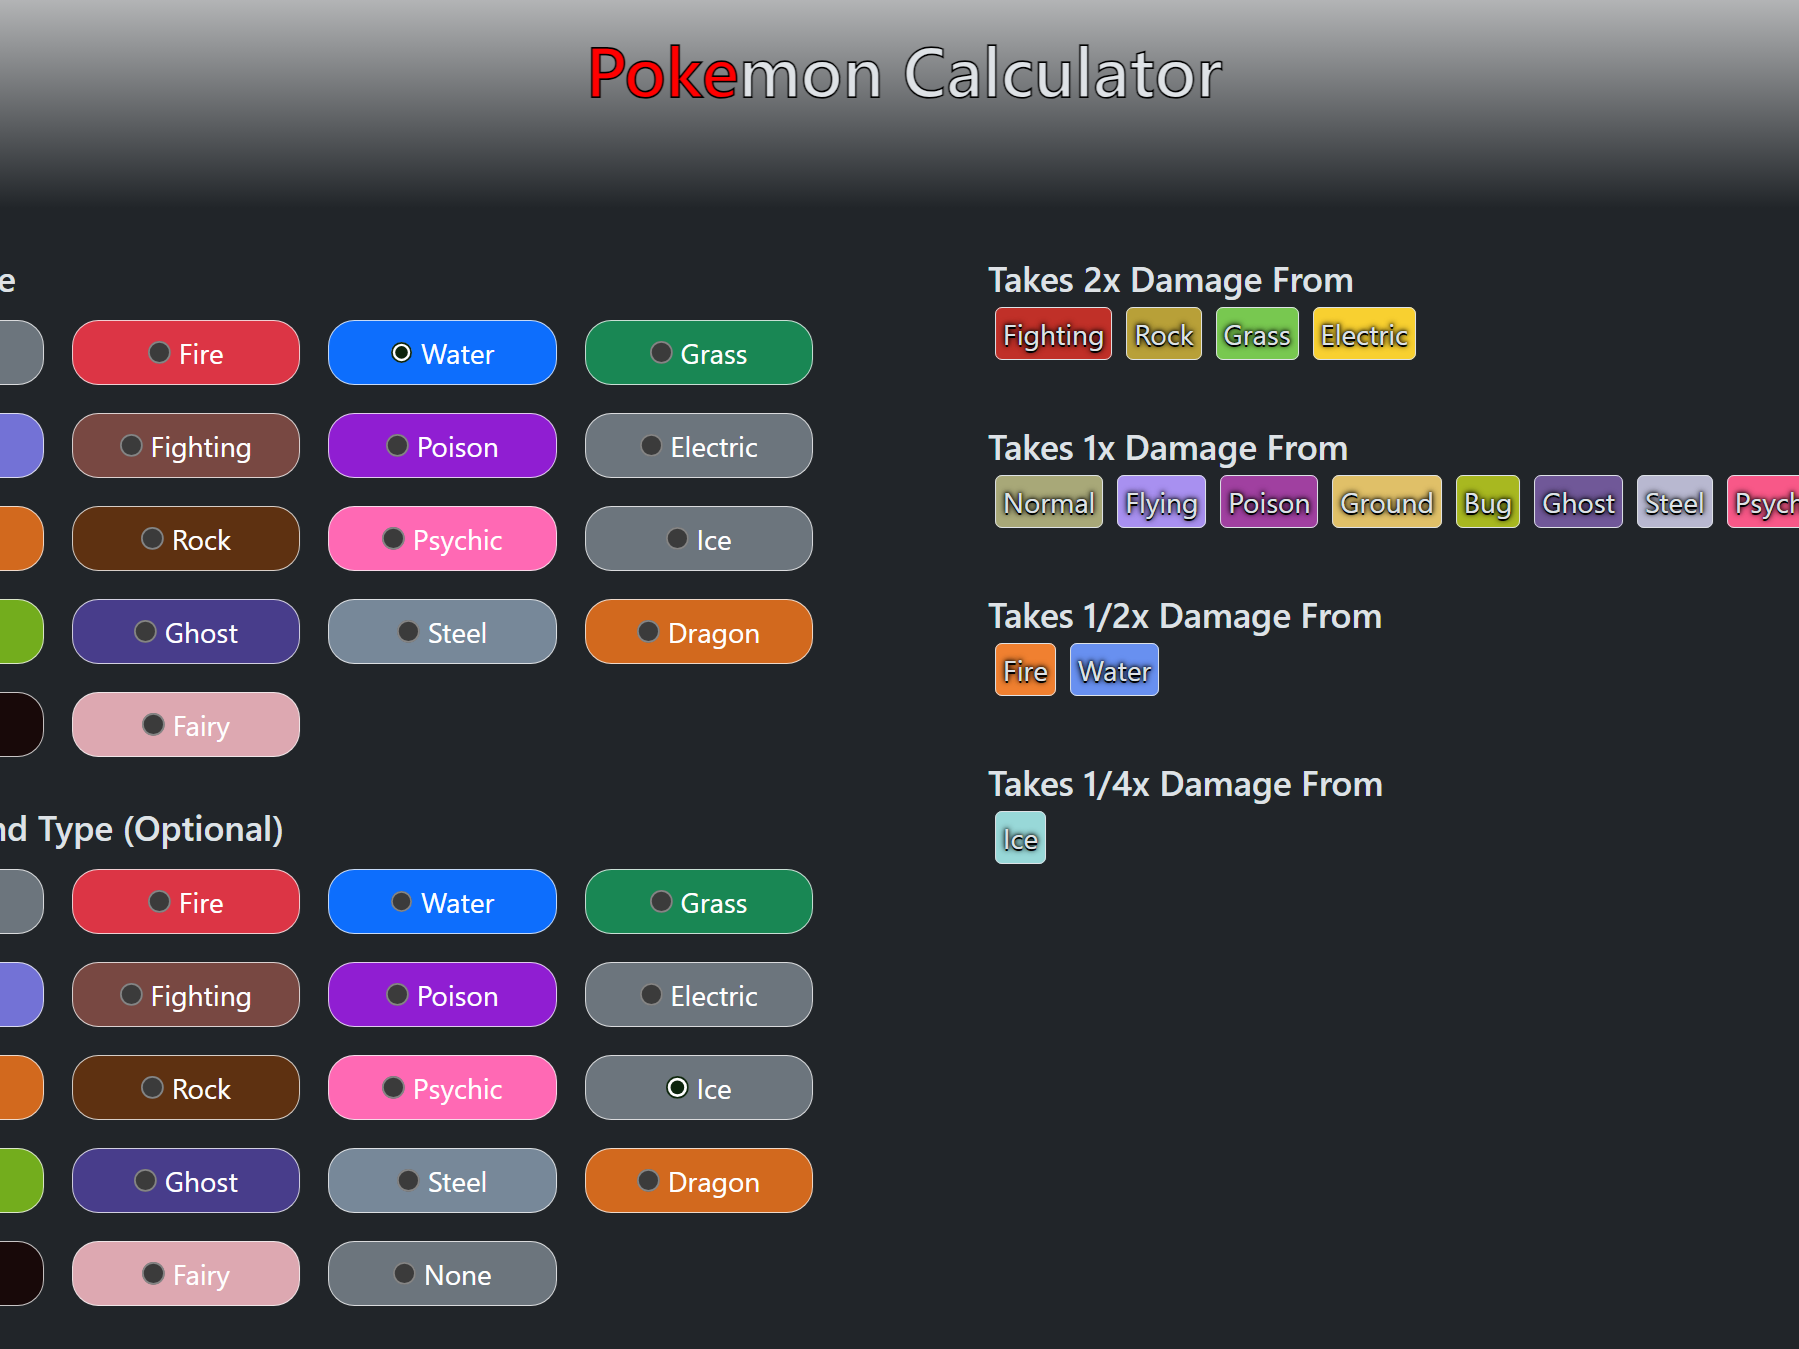 Pokemon Calculator
Fire Water Grass
Fighting Poison Electric
Rock Psychic Ice
Ghost Steel Dragon
Fairy
Type (Optional)
Fire Water Grass
Fighting Poison Electric
Rock Psychic Ice
Ghost Steel Dragon
Fairy None
Takes 2x Damage From
Fighting Rock Grass Electric
Takes 1x Damage From
Normal Flying Poison Ground Bug Ghost Steel
Takes 1/2x Damage From
Fire Water
Takes 1/4x Damage From
Ice